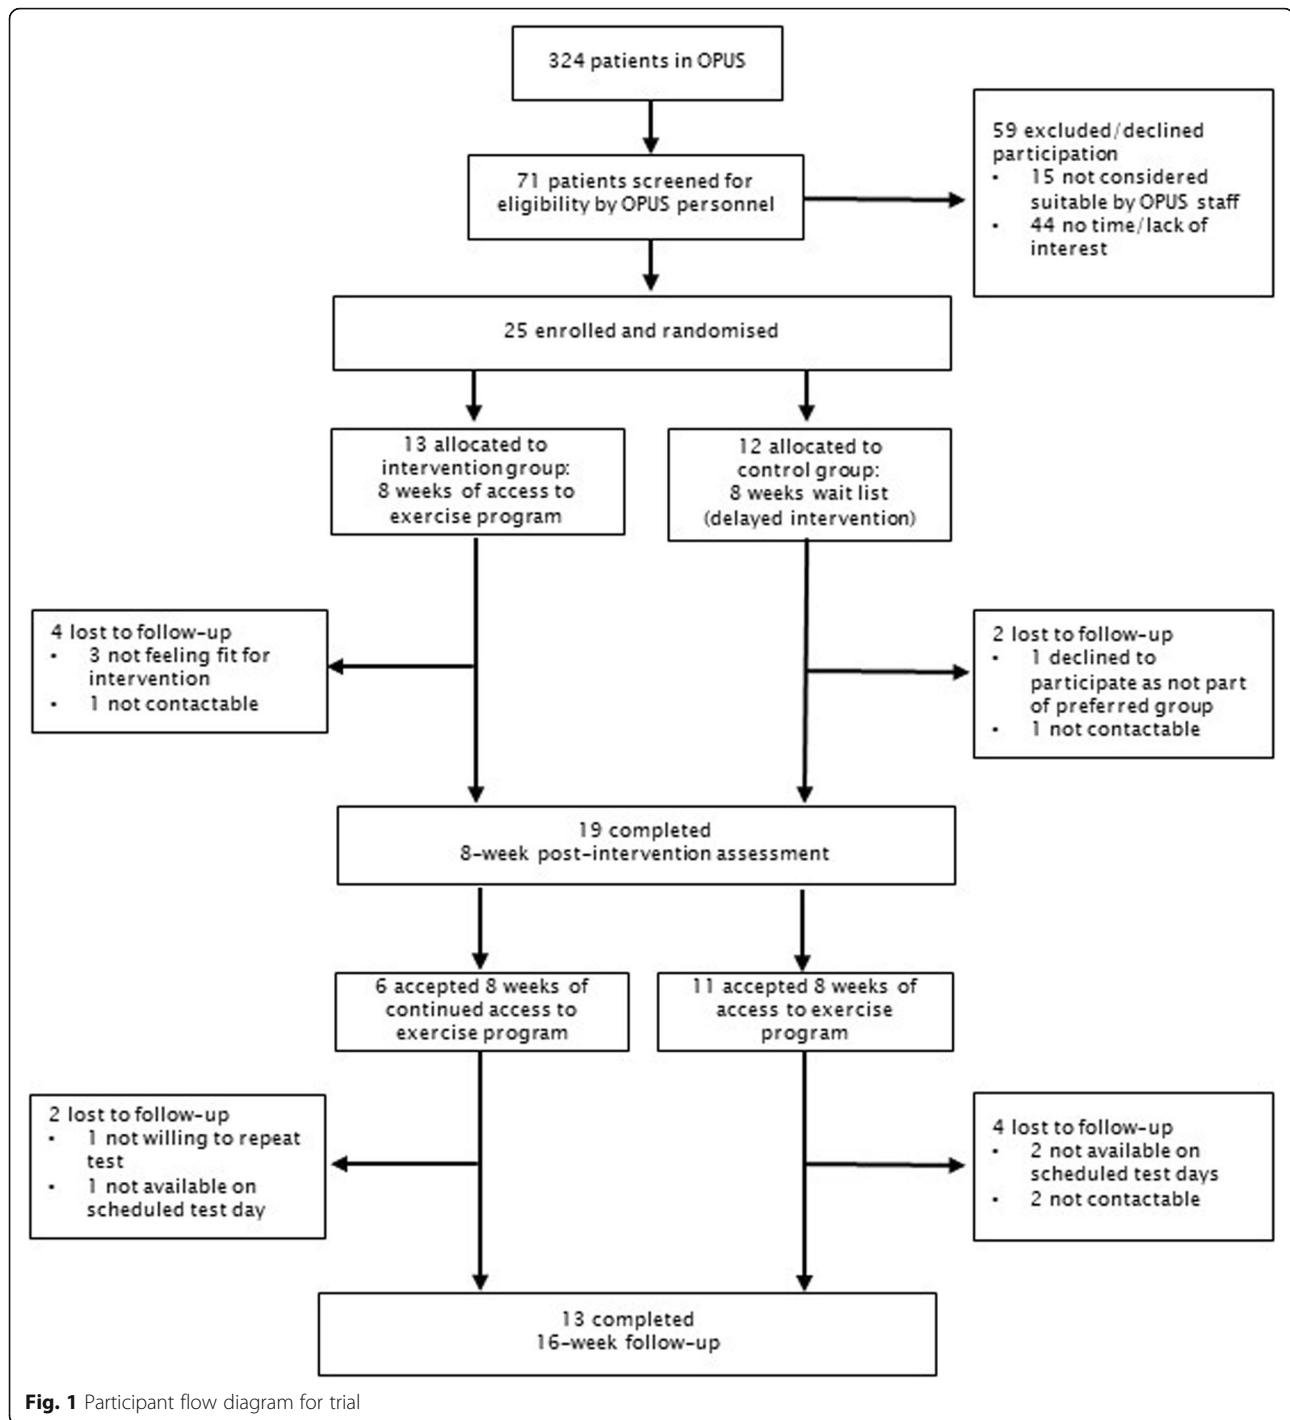 324 patients in OPUS
71 patients screened for
eligibility by OPUS personnel
59 excluded/declined
participation
• 15 not considered
suitable by OPUS staff
• 44 no time/lack of
interest
25 enrolled and randomised
13 allocated to
intervention group:
8 weeks of access to
exercise program
12 allocated to
control group:
8 weeks wait list
(delayed intervention)
4 lost to follow-up
• 3 not feeling fit for
intervention
• 1 not contactable
2 lost to follow-up
• 1 declined to
participate as not part
of preferred group
• 1 not contactable
19 completed
8-week post-intervention assessment
6 accepted 8 weeks of
continued access to
exercise program
11 accepted 8 weeks of
access to exercise
program
2 lost to follow-up
• 1 not willing to repeat
test
• 1 not available on
scheduled test day
4 lost to follow-up
• 2 not available on
scheduled test days
• 2 not contactable
13 completed
16-week follow-up
Fig. 1 Participant flow diagram for trial